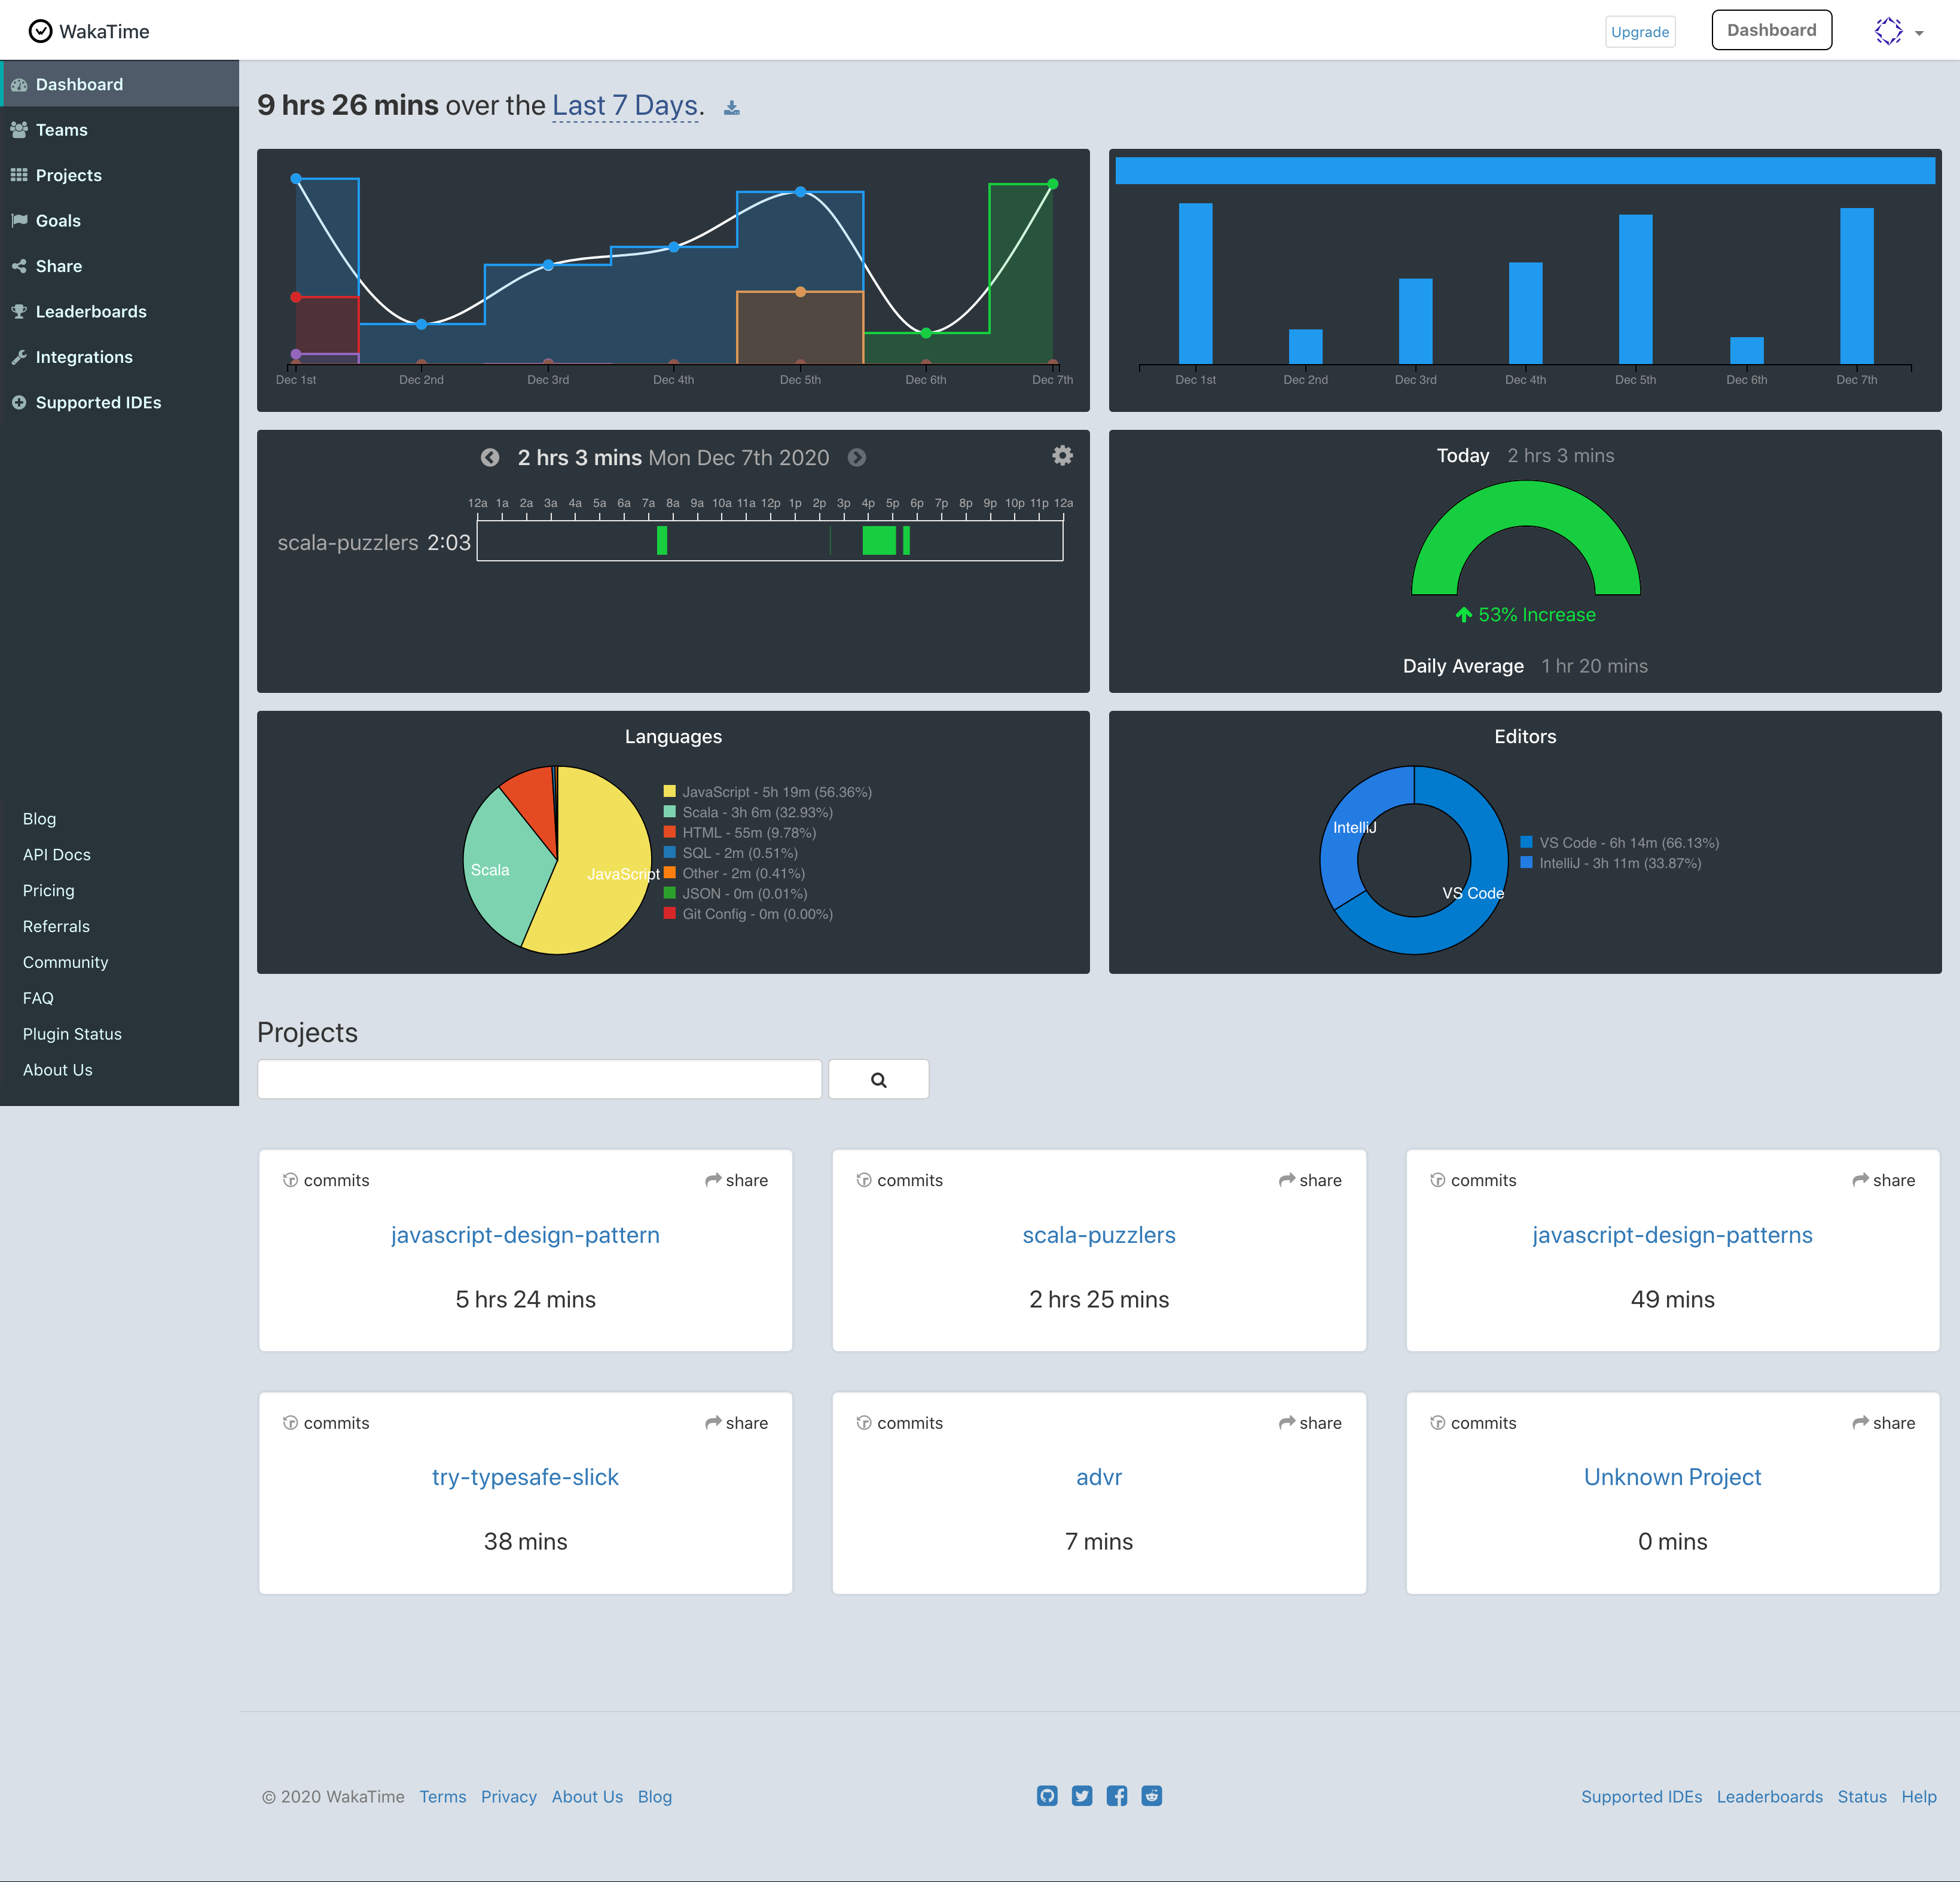 WakaTime
Upgrade
Dashboard
Dashboard
Teams
Projects
Goals
Share
Leaderboards
Integrations
Supported IDEs
Blog
API Docs
Pricing
Referrals
Community
FAQ
Plugin Status
About Us
9 hrs 26 mins over the Last 7 Days.
Dec 1st Dec 2nd Dec 3rd Dec 4th Dec 5th Dec 6th Dec 7th
Dec 1st Dec 2nd Dec 3rd Dec 4th Dec 5th Dec 6th Dec 7th
2 hrs 3 mins Mon Dec 7th 2020
12a 1a 2a 3a 4a 5a 6a 7a 8a 9a 10a 11a 12p 1p 2p 3p 4p 5p 6p 7p 8p 9p 10p 11p 12a
scala-puzzlers 2:03
Today 2 hrs 3 mins
53% Increase
Daily Average 1 hr 20 mins
Languages
Scala
JavaScript
JavaScript - 5h 19m (56.36%)
Scala - 3h 6m (32.93%)
HTML - 55m (9.78%)
SQL - 2m (0.51%)
Other - 2m (0.41%)
JSON - 0m (0.01%)
Git Config - 0m (0.00%)
Editors
IntelliJ
VS Code
VS Code - 6h 14m (66.13%)
IntelliJ - 3h 11m (33.87%)
Projects
commits share
javascript-design-pattern
5 hrs 24 mins
commits share
scala-puzzlers
2 hrs 25 mins
commits share
javascript-design-patterns
49 mins
commits share
try-typesafe-slick
38 mins
commits share
advr
7 mins
commits share
Unknown Project
0 mins
© 2020 WakaTime Terms Privacy About Us Blog
Supported IDEs Leaderboards Status Help